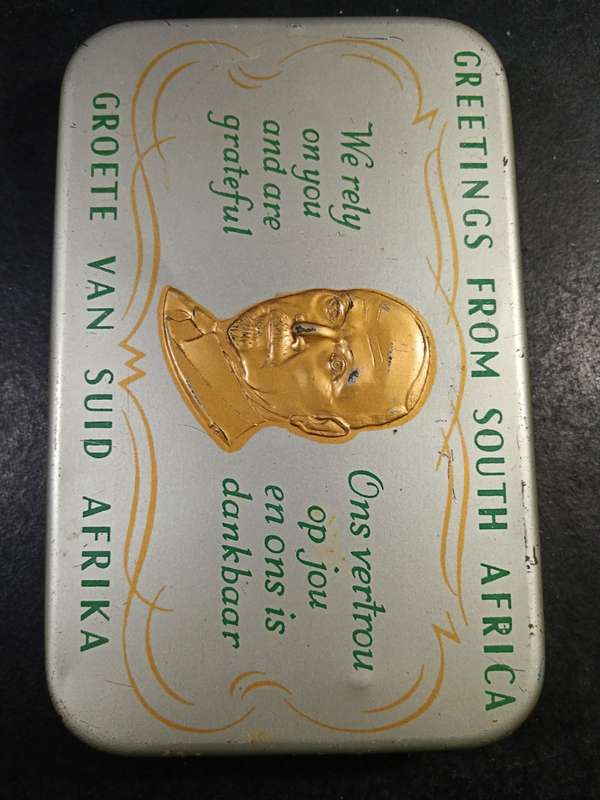 GREETINGS FROM SOUTH AFRICA
We rely
on you
and are
grateful
Ons vertrou
op jou
en ons is
dankbaar
GROETE VAN SUID AFRIKA